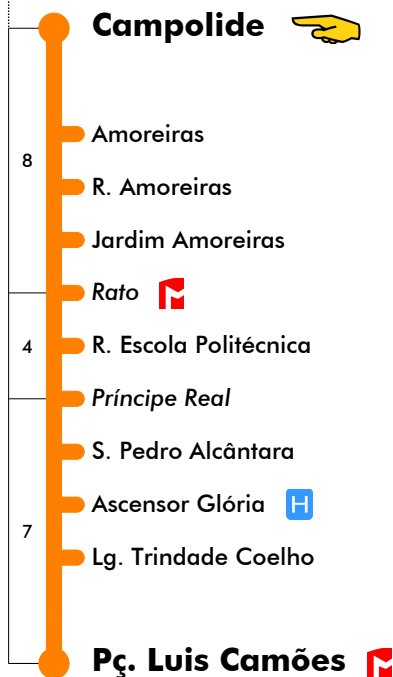 Campolide
Amoreiras
8
R. Amoreiras
Jardim Amoreiras
Rato
4
R. Escola Politécnica
Príncipe Real
S. Pedro Alcântara
Ascensor Glória H
7
Lg. Trindade Coelho
Pç. Luis Camões